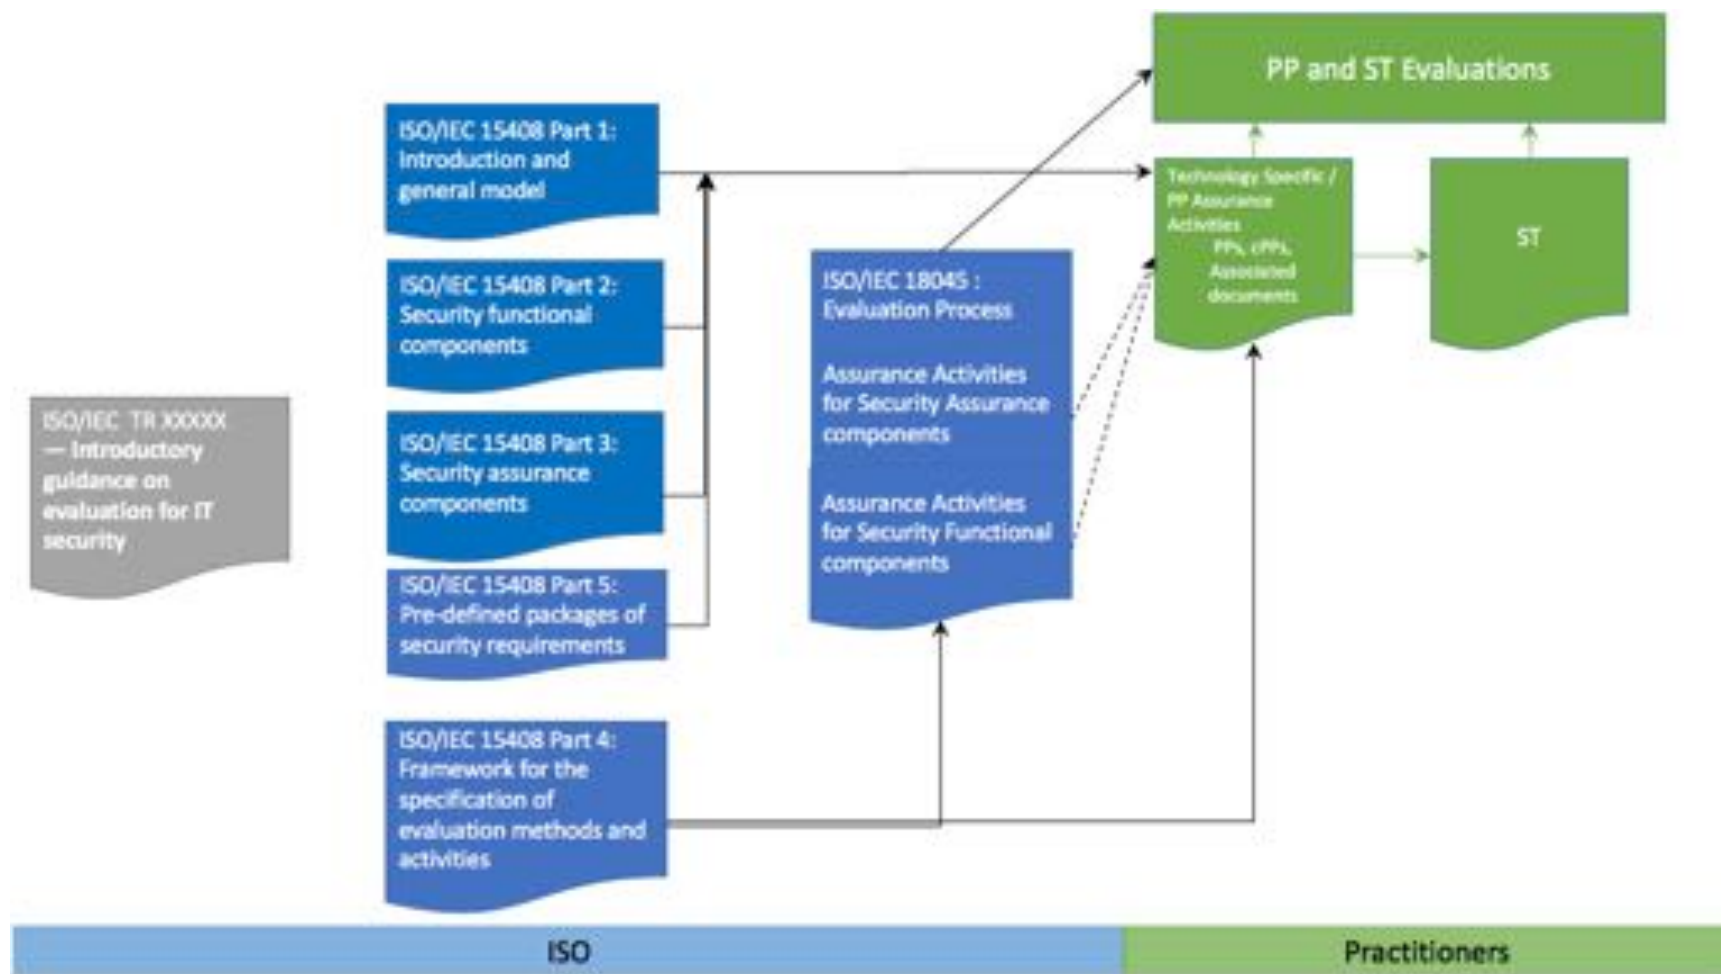 PP and ST Evaluations
ISO/IEC 15408 Part 1:
Introduction and
general model
Technology Specific /
PP Assurance
Activities
PPs, cPPs,
Associated
documents
ST
ISO/IEC 15408 Part 2:
Security functional
components
ISO/IEC 18045 :
Evaluation Process
Assurance Activities
for Security Assurance
components
Assurance Activities
for Security Functional
components
ISO/IEC TR XXXXX
— Introductory
guidance on
evaluation for IT
security
ISO/IEC 15408 Part 3:
Security assurance
components
ISO/IEC 15408 Part 5:
Pre-defined packages of
security requirements
ISO/IEC 15408 Part 4:
Framework for the
specification of
evaluation methods and
activities
ISO
Practitioners